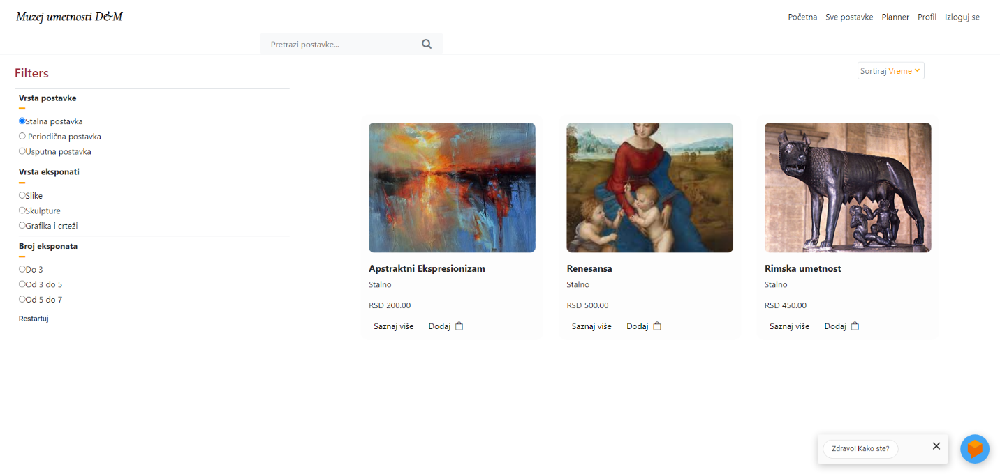 Muzej umetnosti D&M
Početna Sve postavke Planner Profil Izloguj se
Pretrazi postavke...
Filters
Sortiraj Vreme
Vrsta postavke
Stalna postavka
Periodična postavka
Usputna postavka
Vrsta eksponati
Slike
Skulpture
Grafika i crteži
Broj eksponata
Do 3
Od 3 do 5
Od 5 do 7
Restartuj
Apstraktni Ekspresionizam
Stalno
RSD 200.00
Saznaj više Dodaj
Renesansa
Stalno
RSD 500.00
Saznaj više Dodaj
Rimska umetnost
Stalno
RSD 450.00
Saznaj više Dodaj
Zdravo! Kako ste?